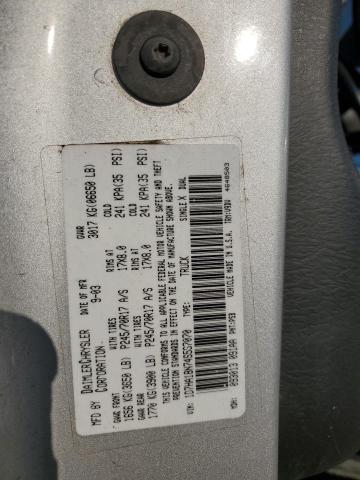 DAIMLERCHRYSLER CORPORATION
DATE OF MFR 9-03
GVWR 3017 KG(06650 LB)
GAWR FRONT 1656 KG(3650 LB)
WITH TIRES P245/70R17 A/S
RIMS AT 17X8.0
COLD 241 KPA(35 PSI)
GAWR REAR 1770 KG(3900 LB)
WITH TIRES P245/70R17 A/S
RIMS AT 17X8.0
COLD 241 KPA(35 PSI)
THIS VEHICLE CONFORMS TO ALL APPLICABLE FEDERAL MOTOR VEHICLE SAFETY, BUMPER, AND THEFT
PREVENTION STANDARDS IN EFFECT ON THE DATE OF MANUFACTURE SHOWN ABOVE.
TRUCK SINGLE X DUAL
VEHICLE MADE IN U.S.A. 4648503